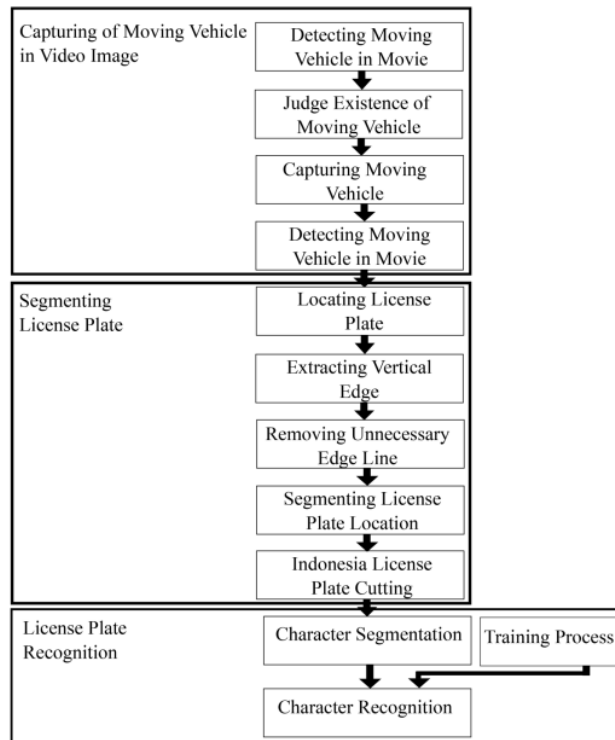 Capturing of Moving Vehicle
in Video Image
Detecting Moving
Vehicle in Movie
Judge Existence of
Moving Vehicle
Capturing Moving
Vehicle
Detecting Moving
Vehicle in Movie
Segmenting
License Plate
Locating License
Plate
Extracting Vertical
Edge
Removing Unnecessary
Edge Line
Segmenting License
Plate Location
Indonesia License
Plate Cutting
License Plate
Recognition
Character Segmentation
Training Process
Character Recognition